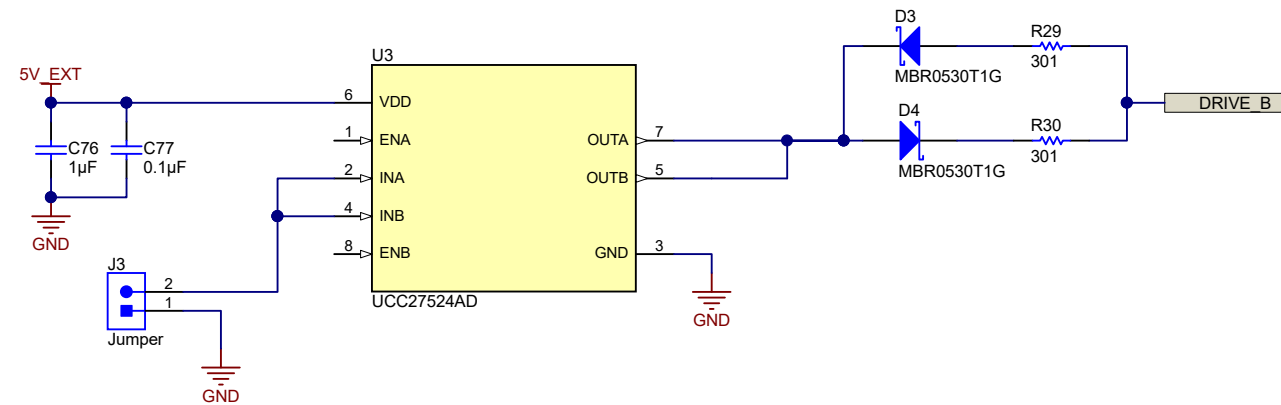 D3
R29
MBR0530T1G
301
U3
5V_EXT
6 VDD
DRIVE_B
D4
R30
1 ENA
OUTA 7
C76
1µF
C77
0.1µF
MBR0530T1G
301
2 INA
OUTB 5
4 INB
GND
8 ENB
GND 3
J3
2
1
UCC27524AD
GND
Jumper
GND